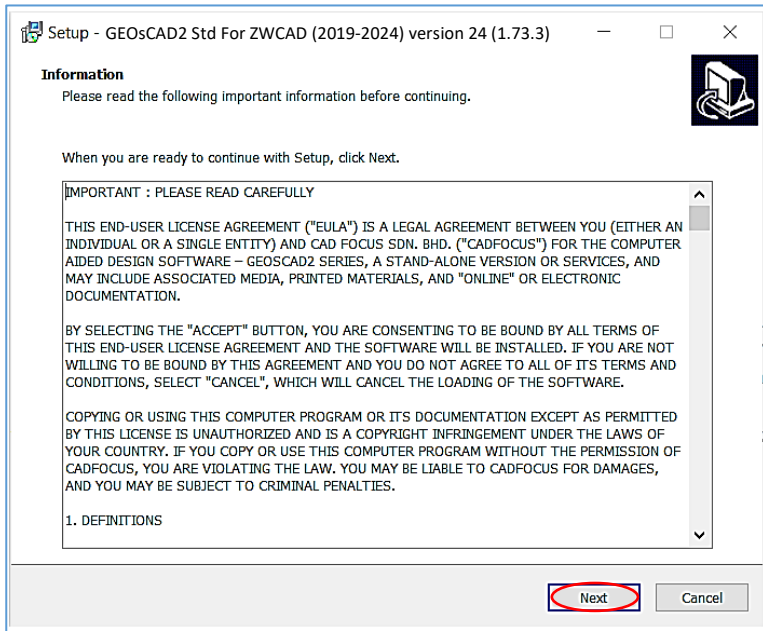 Setup - GEOsCAD2 Std For ZWCAD (2019-2024) version 24 (1.73.3)
Information
Please read the following important information before continuing.
When you are ready to continue with Setup, click Next.
IMPORTANT : PLEASE READ CAREFULLY
THIS END-USER LICENSE AGREEMENT ("EULA") IS A LEGAL AGREEMENT BETWEEN YOU (EITHER AN
INDIVIDUAL OR A SINGLE ENTITY) AND CAD FOCUS SDN. BHD. ("CADFOCUS") FOR THE COMPUTER
AIDED DESIGN SOFTWARE – GEOSCAD2 SERIES, A STAND-ALONE VERSION OR SERVICES, AND
MAY INCLUDE ASSOCIATED MEDIA, PRINTED MATERIALS, AND "ONLINE" OR ELECTRONIC
DOCUMENTATION.
BY SELECTING THE "ACCEPT" BUTTON, YOU ARE CONSENTING TO BE BOUND BY ALL TERMS OF
THIS END-USER LICENSE AGREEMENT AND THE SOFTWARE WILL BE INSTALLED. IF YOU ARE NOT
WILLING TO BE BOUND BY THIS AGREEMENT AND YOU DO NOT AGREE TO ALL OF ITS TERMS AND
CONDITIONS, SELECT "CANCEL", WHICH WILL CANCEL THE LOADING OF THE SOFTWARE.
COPYING OR USING THIS COMPUTER PROGRAM OR ITS DOCUMENTATION EXCEPT AS PERMITTED
BY THIS LICENSE IS UNAUTHORIZED AND IS A COPYRIGHT INFRINGEMENT UNDER THE LAWS OF
YOUR COUNTRY. IF YOU COPY OR USE THIS COMPUTER PROGRAM WITHOUT THE PERMISSION OF
CADFOCUS, YOU ARE VIOLATING THE LAW. YOU MAY BE LIABLE TO CADFOCUS FOR DAMAGES,
AND YOU MAY BE SUBJECT TO CRIMINAL PENALTIES.
1. DEFINITIONS
Next
Cancel